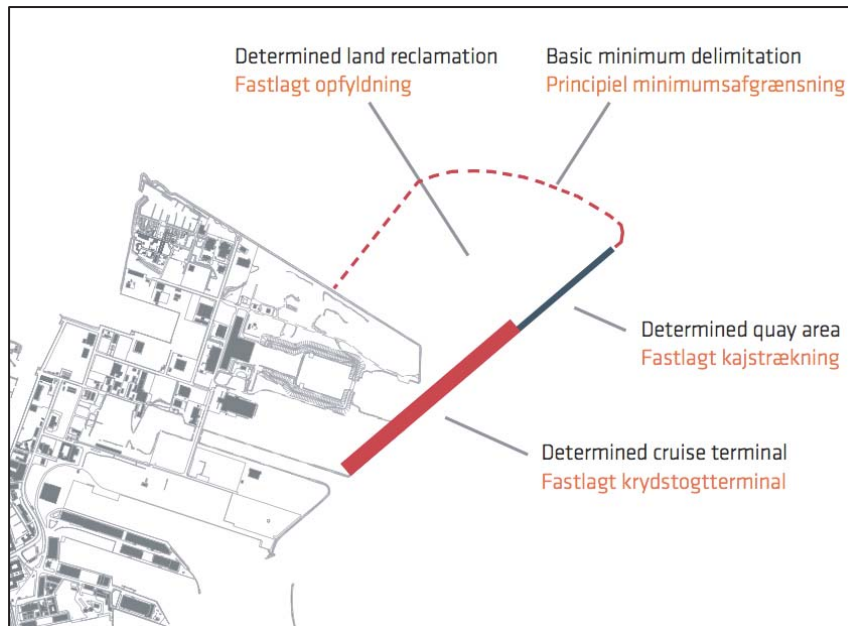 Determined land reclamation
Fastlagt opfyldning
Basic minimum delimitation
Principiel minimumsafgrænsning
Determined quay area
Fastlagt kajstrækning
Determined cruise terminal
Fastlagt krydstogtterminal